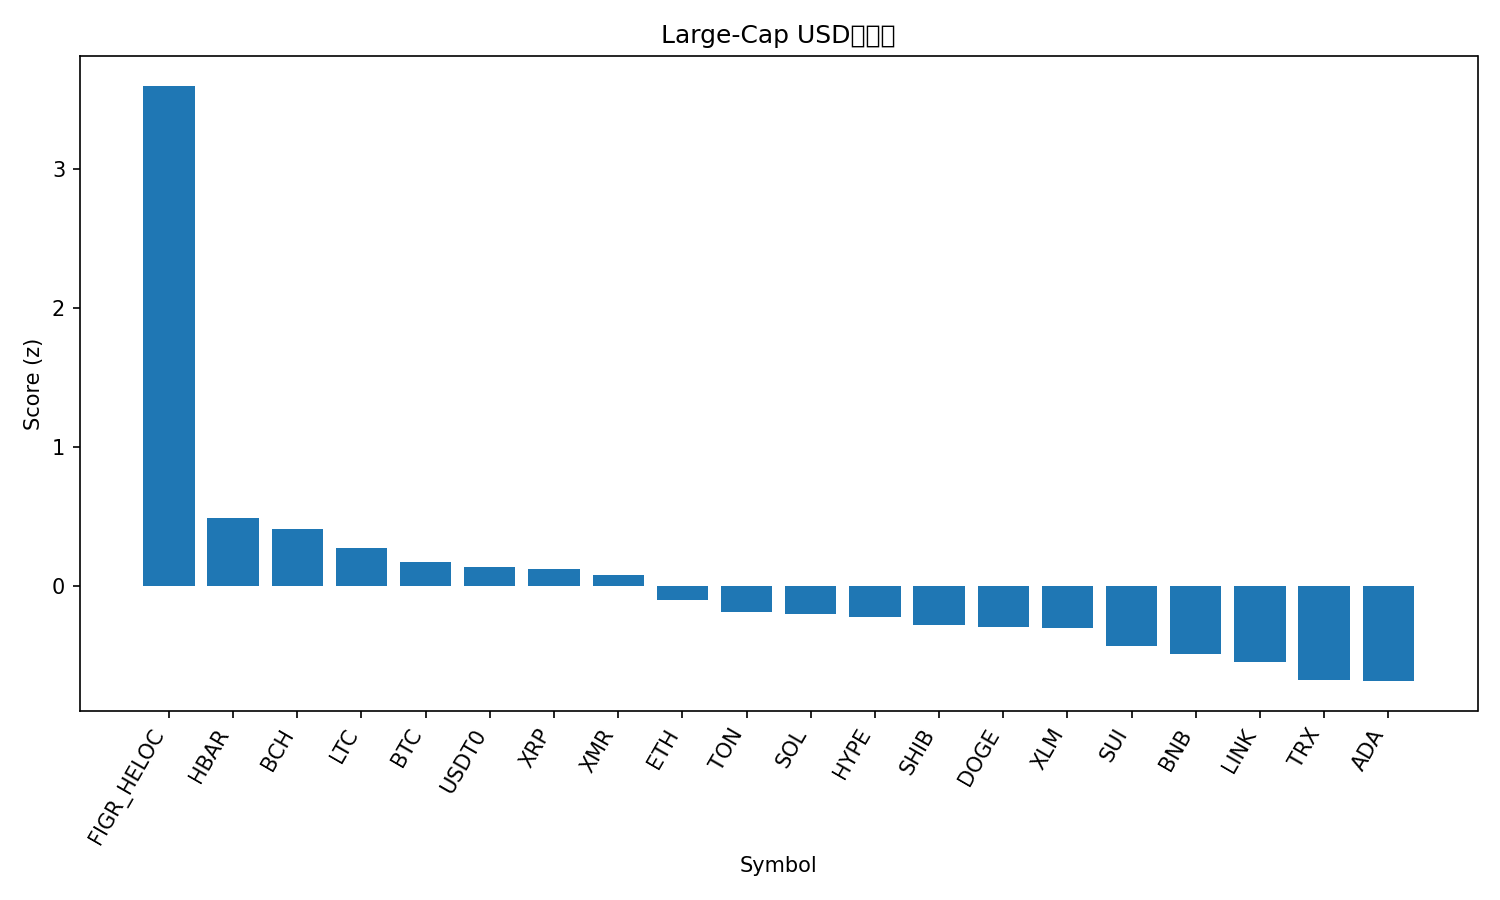 Large-Cap USD
Score (z)
3
2
1
0
FIGR_HELOC
HBAR
BCH
LTC
BTC
USDT0
XRP
XMR
ETH
TON
SOL
HYPE
SHIB
DOGE
XLM
SUI
BNB
LINK
TRX
ADA
Symbol